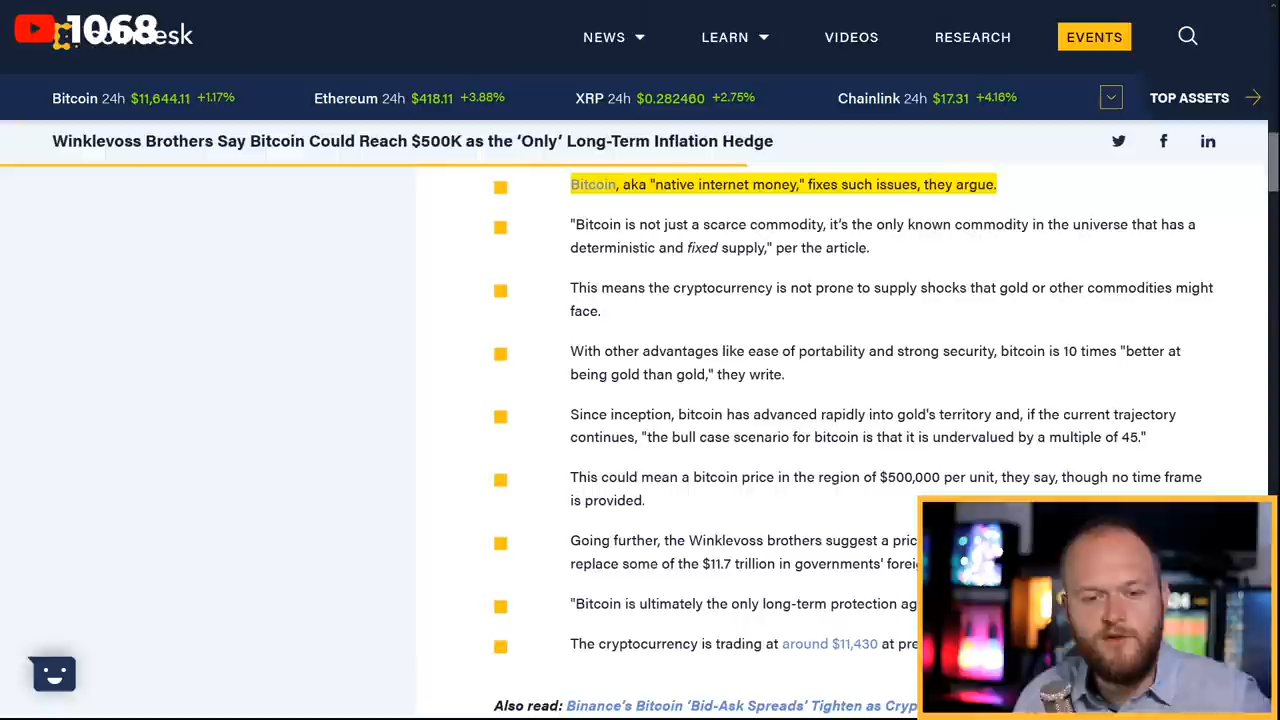 1068
desk
NEWS LEARN VIDEOS RESEARCH EVENTS
Bitcoin 24h $11,644.11 +1.17% Ethereum 24h $418.11 +3.88% XRP 24h $0.282460 +2.75% Chainlink 24h $17.31 +4.16% TOP ASSETS
Winklevoss Brothers Say Bitcoin Could Reach $500K as the ‘Only’ Long-Term Inflation Hedge
Bitcoin, aka "native internet money," fixes such issues, they argue.
"Bitcoin is not just a scarce commodity, it’s the only known commodity in the universe that has a
deterministic and fixed supply," per the article.
This means the cryptocurrency is not prone to supply shocks that gold or other commodities might
face.
With other advantages like ease of portability and strong security, bitcoin is 10 times "better at
being gold than gold," they write.
Since inception, bitcoin has advanced rapidly into gold's territory and, if the current trajectory
continues, "the bull case scenario for bitcoin is that it is undervalued by a multiple of 45."
This could mean a bitcoin price in the region of $500,000 per unit, they say, though no time frame
is provided.
Going further, the Winklevoss brothers suggest a pric
replace some of the $11.7 trillion in governments' foreig
"Bitcoin is ultimately the only long-term protection ag
The cryptocurrency is trading at around $11,430 at pre
Also read: Binance’s Bitcoin ‘Bid-Ask Spreads’ Tighten as Cryp